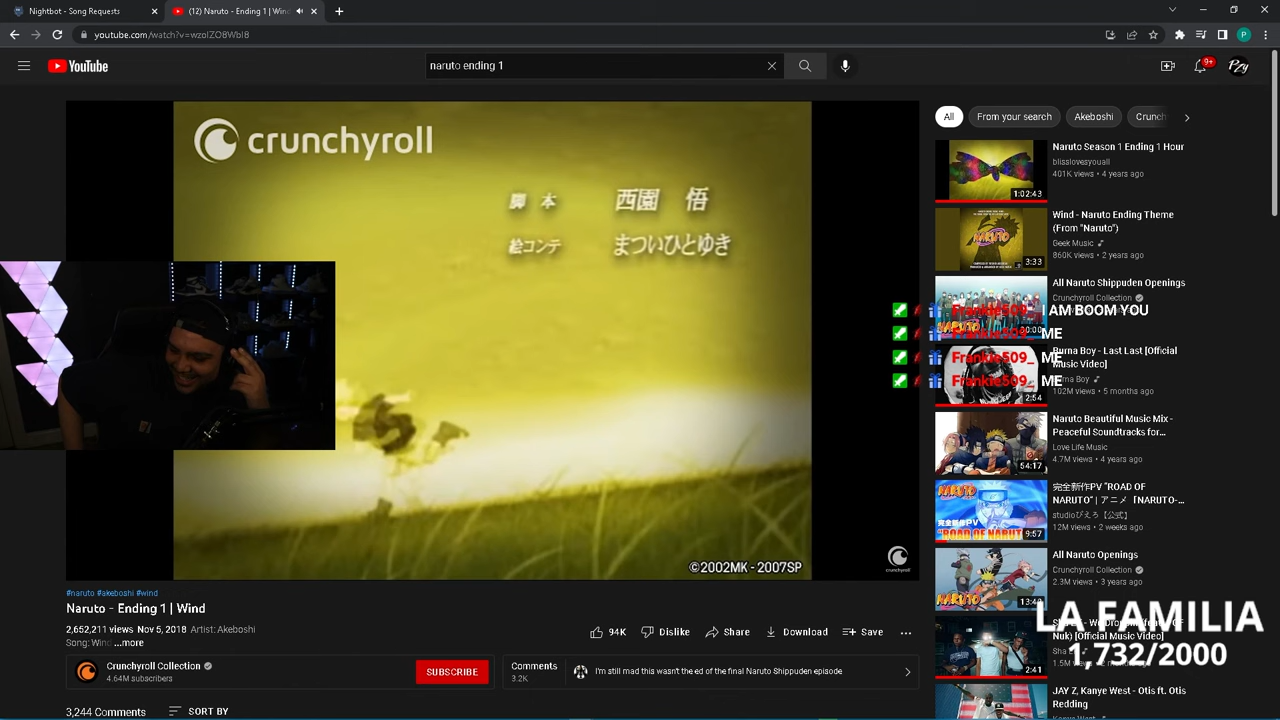 Nightbot - Song Requests
(12) Naruto - Ending 1 | Wind
youtube.com/watch?v=wzolZO8Wbl8
YouTube
naruto ending 1
9+
Pzy
P
crunchyroll
脚本 西園 悟
絵コンテ まついひとゆき
©2002MK - 2007SP
crunchyroll
#naruto #akeboshi #wind
Naruto - Ending 1 | Wind
2,652,211 views Nov 5, 2018 Artist: Akeboshi
Song: Wind ...more
94K
Dislike
Share
Download
Save
Crunchyroll Collection
4.64M subscribers
SUBSCRIBE
Comments
3.2K
I'm still mad this wasn't the ed of the final Naruto Shippuden episode
3,244 Comments
SORT BY
All
From your search
Akeboshi
Crunch
Naruto Season 1 Ending 1 Hour
blisslovesyouall
401K views • 4 years ago
1:02:43
Wind - Naruto Ending Theme
(From "Naruto")
Geek Music
860K views • 2 years ago
3:33
All Naruto Shippuden Openings
Crunchyroll Collection
Frankie509_ I AM BOOM YOU
Frankie509_ ME
Frankie509_ ME
Frankie509_ ME
Burna Boy - Last Last [Official
Music Video]
102M views • 5 months ago
2:54
Naruto Beautiful Music Mix -
Peaceful Soundtracks for...
Love Life Music
4.7M views • 4 years ago
54:17
完全新作PV "ROAD OF
NARUTO" | アニメ『NARUTO-...
studioぴえろ【公式】
12M views • 2 weeks ago
9:57
All Naruto Openings
Crunchyroll Collection
2.3M views • 3 years ago
LA FAMILIA
1.732/2000
Nuk) [Official Music Video]
2:41
JAY Z, Kanye West - Otis ft. Otis
Redding